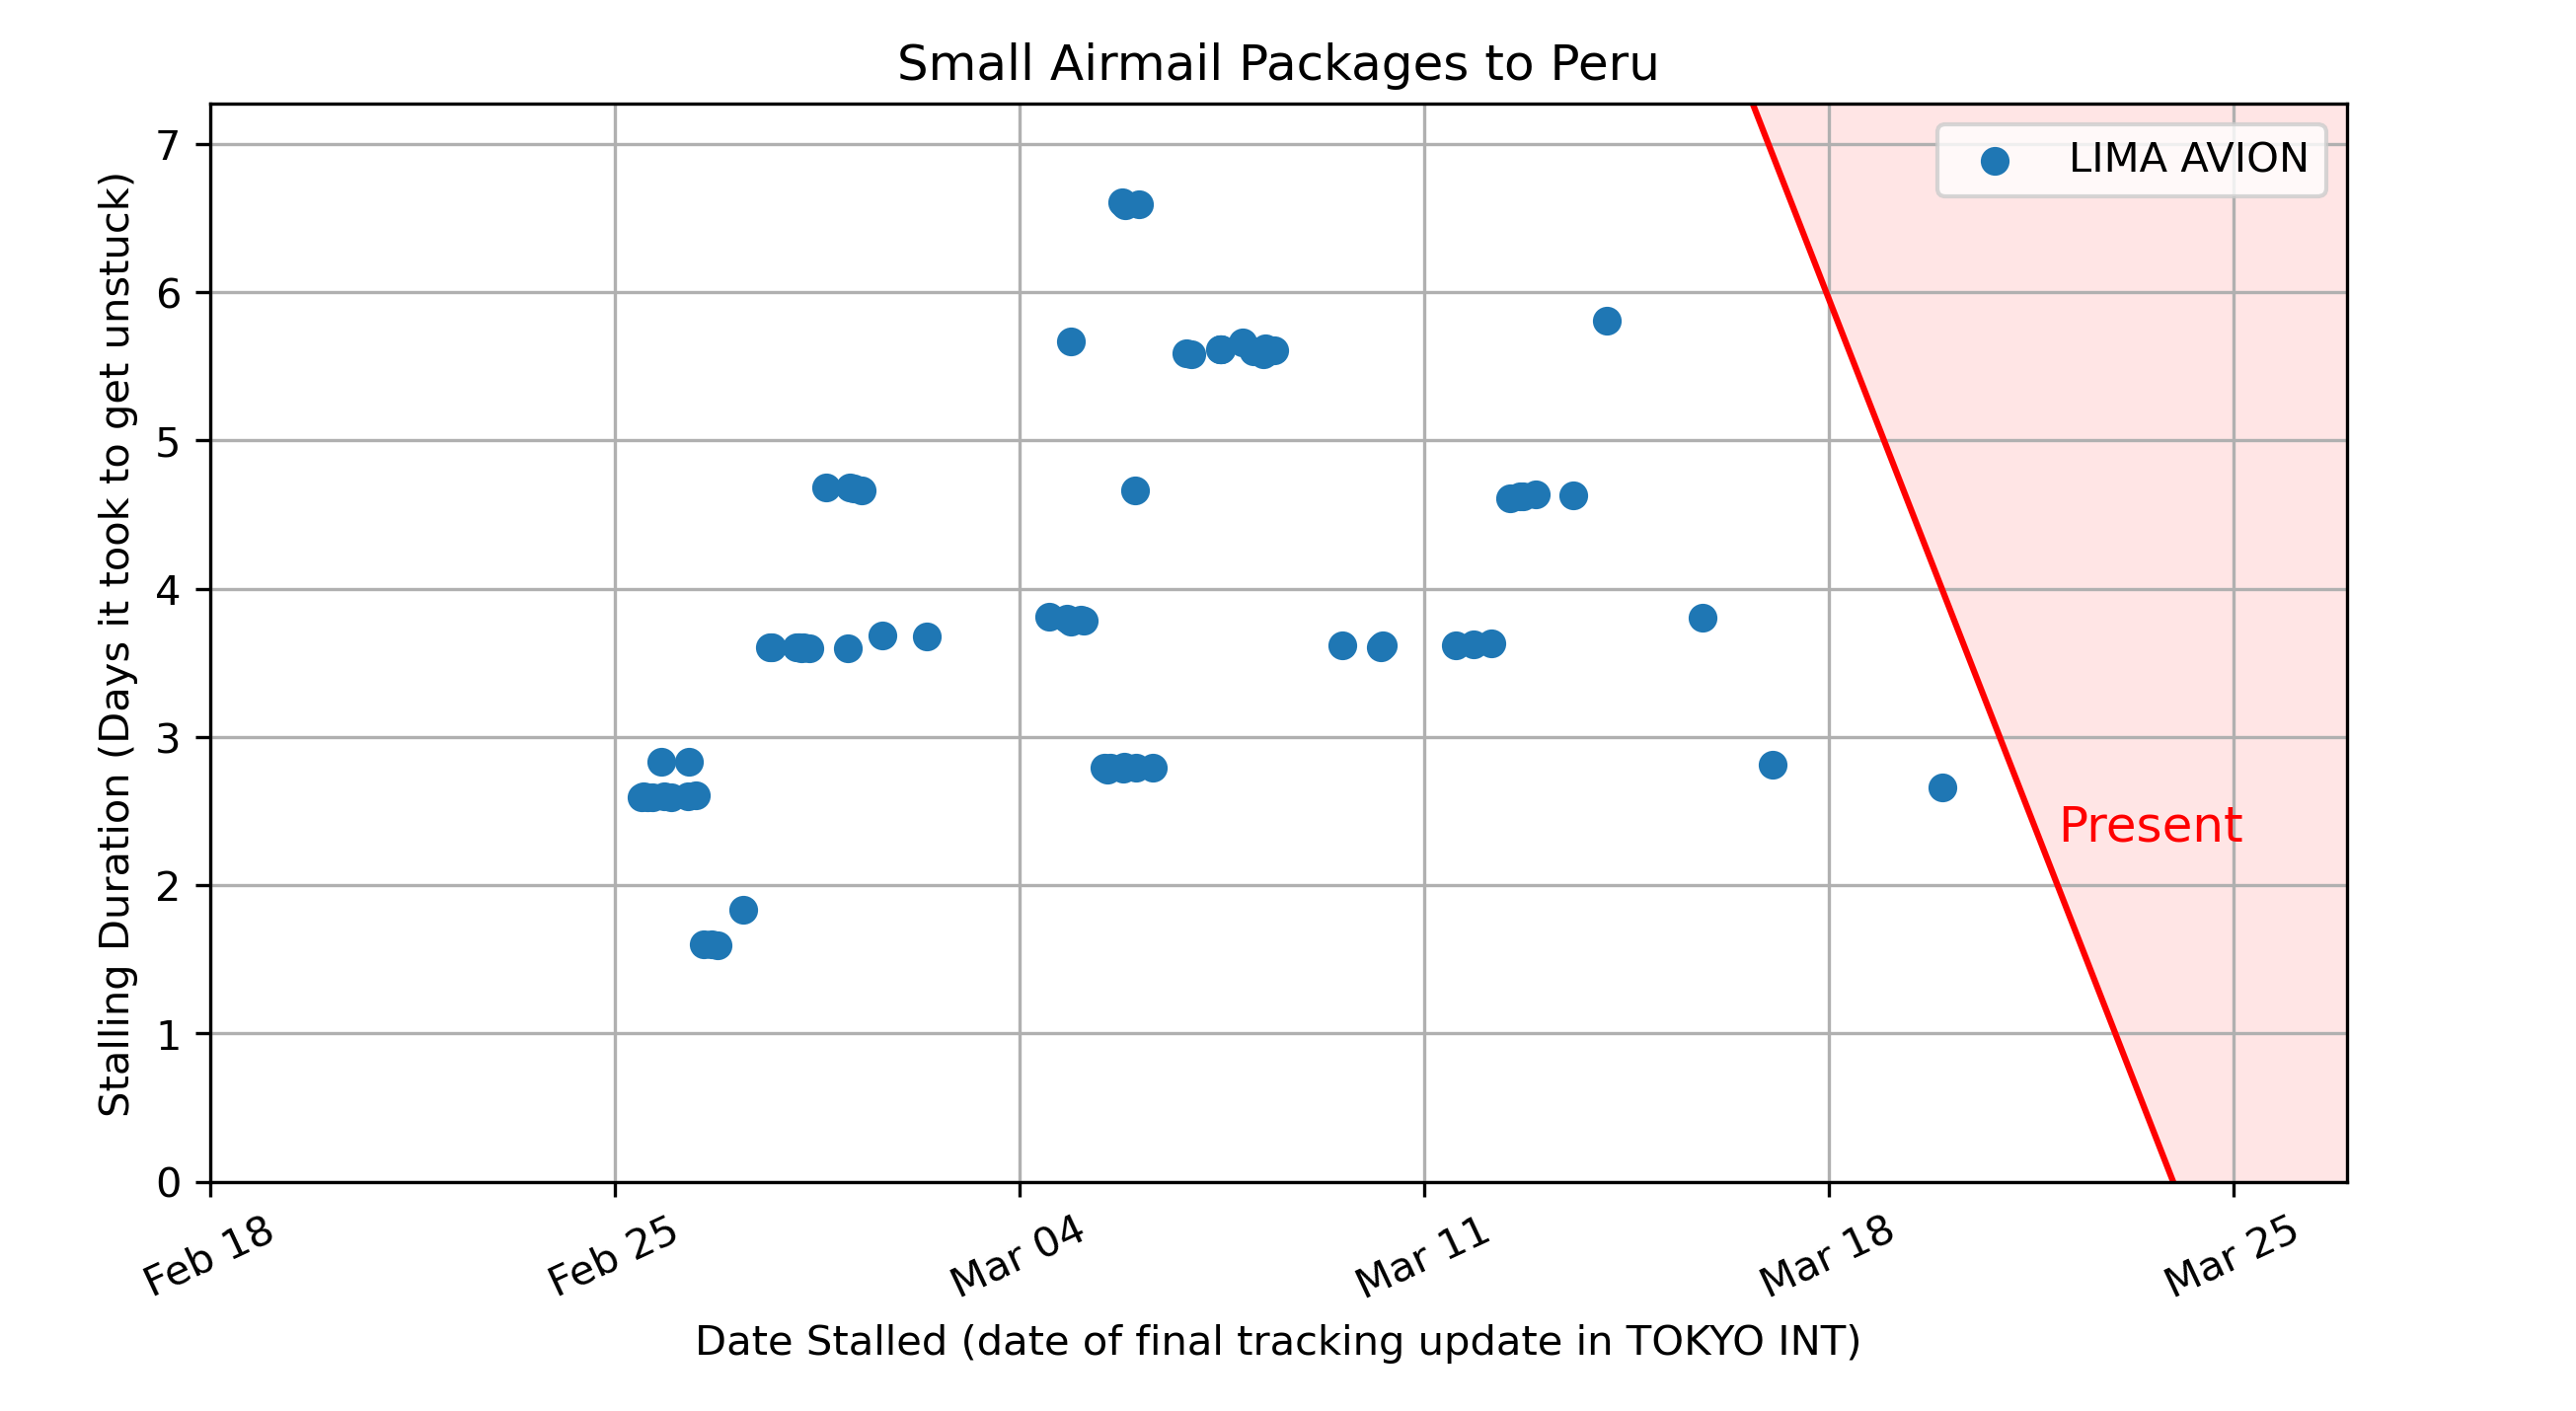 Small Airmail Packages to Peru
LIMA AVION
Stalling Duration (Days it took to get unstuck)
7
6
5
4
3
2
1
0
Present
Feb 18
Feb 25
Mar 04
Mar 11
Mar 18
Mar 25
Date Stalled (date of final tracking update in TOKYO INT)